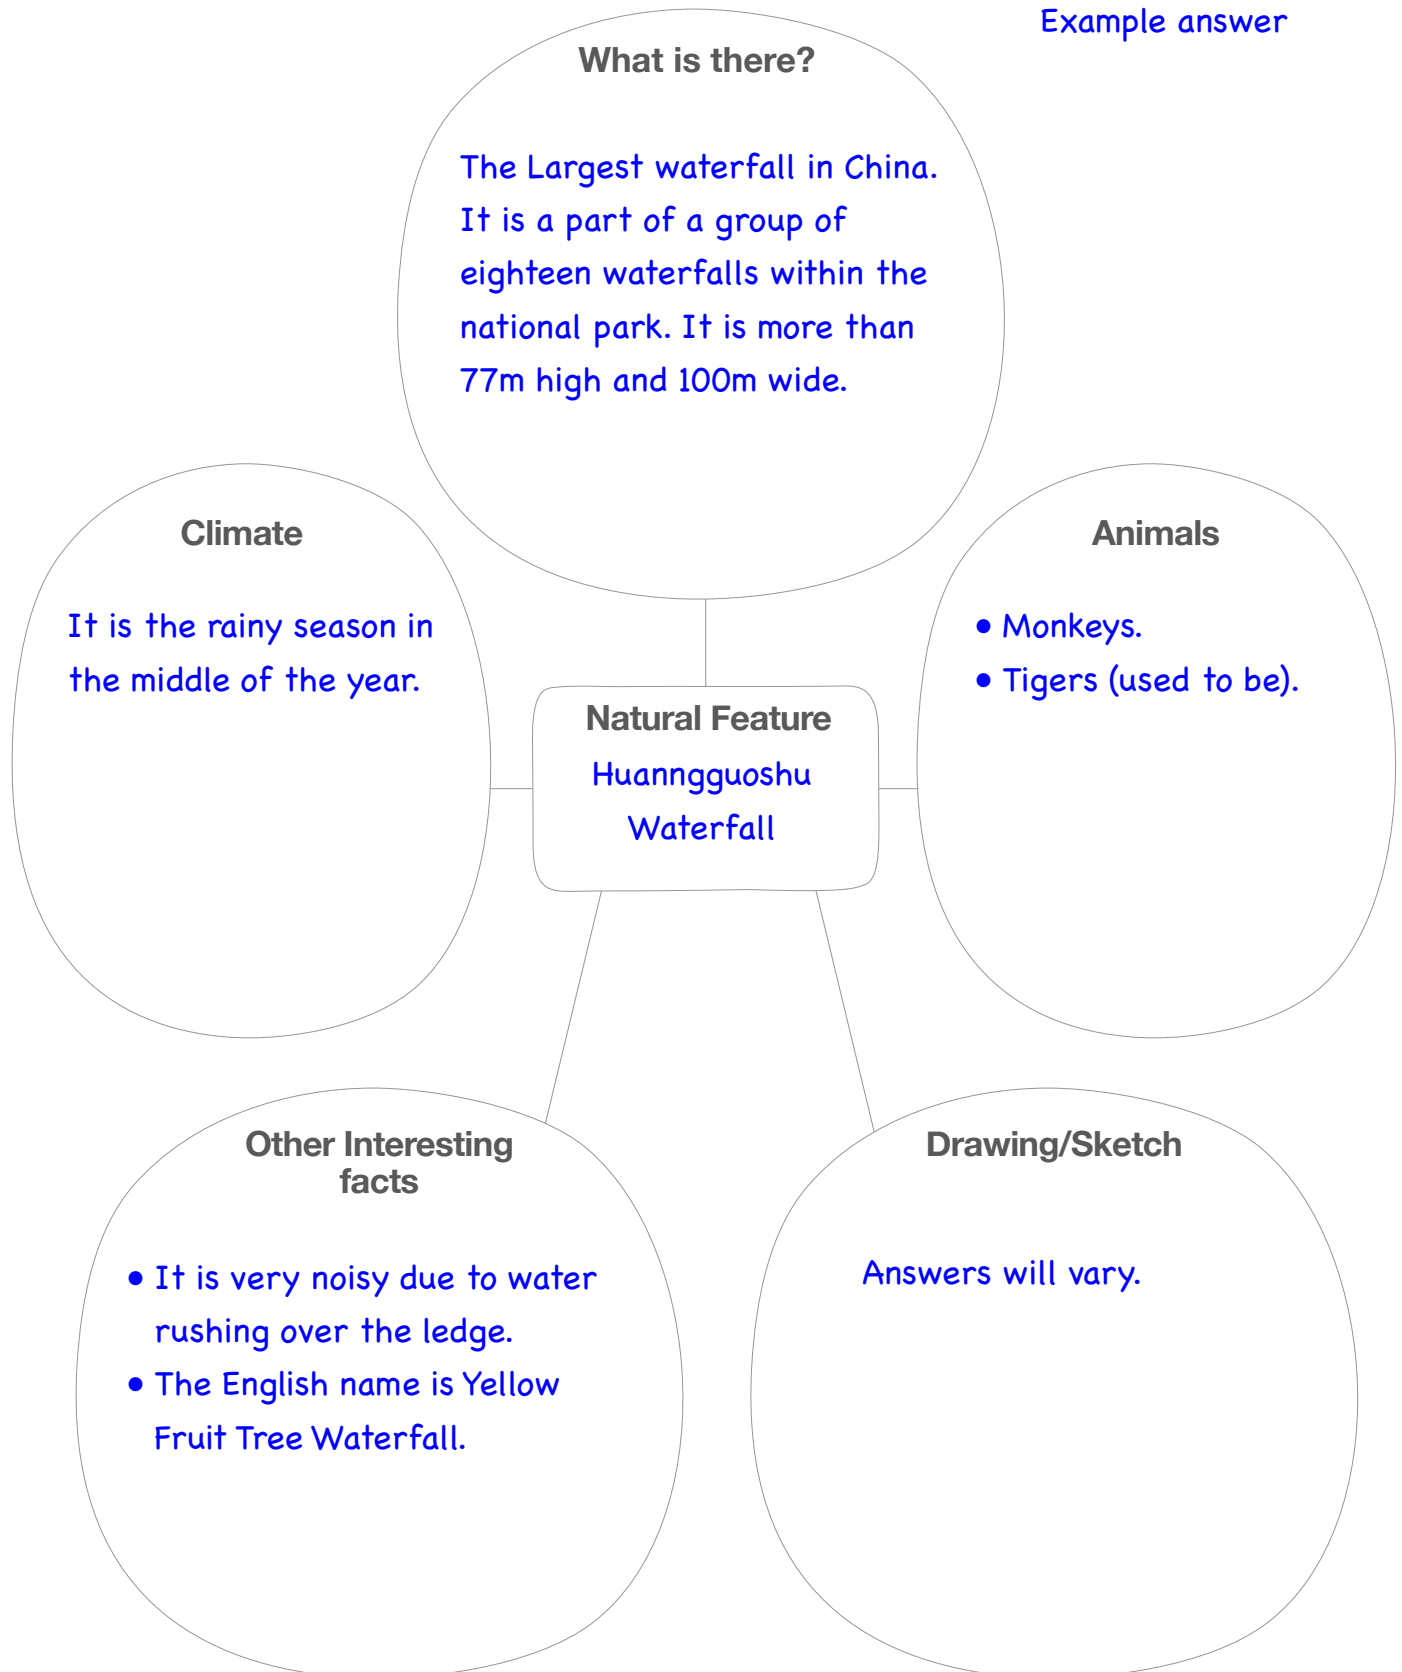 Example answer
What is there?
The Largest waterfall in China.
It is a part of a group of
eighteen waterfalls within the
national park. It is more than
77m high and 100m wide.
Climate
It is the rainy season in
the middle of the year.
Animals
• Monkeys.
• Tigers (used to be).
Natural Feature
Huanngguoshu
Waterfall
Other Interesting
facts
• It is very noisy due to water
rushing over the ledge.
• The English name is Yellow
Fruit Tree Waterfall.
Drawing/Sketch
Answers will vary.